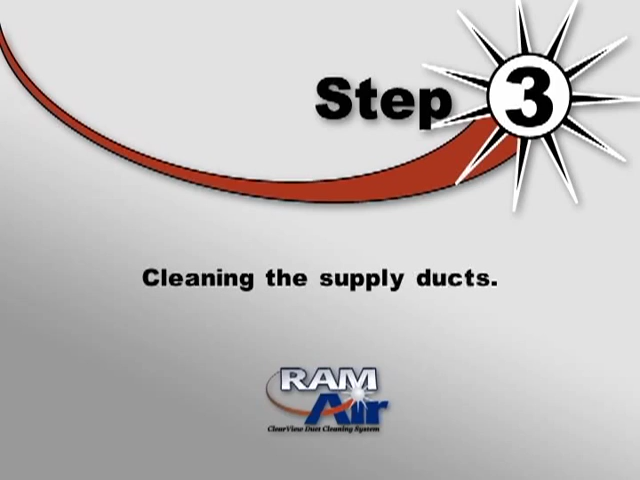 Step 3
Cleaning the supply ducts.
RAM
Air
ClearView Duct Cleaning System